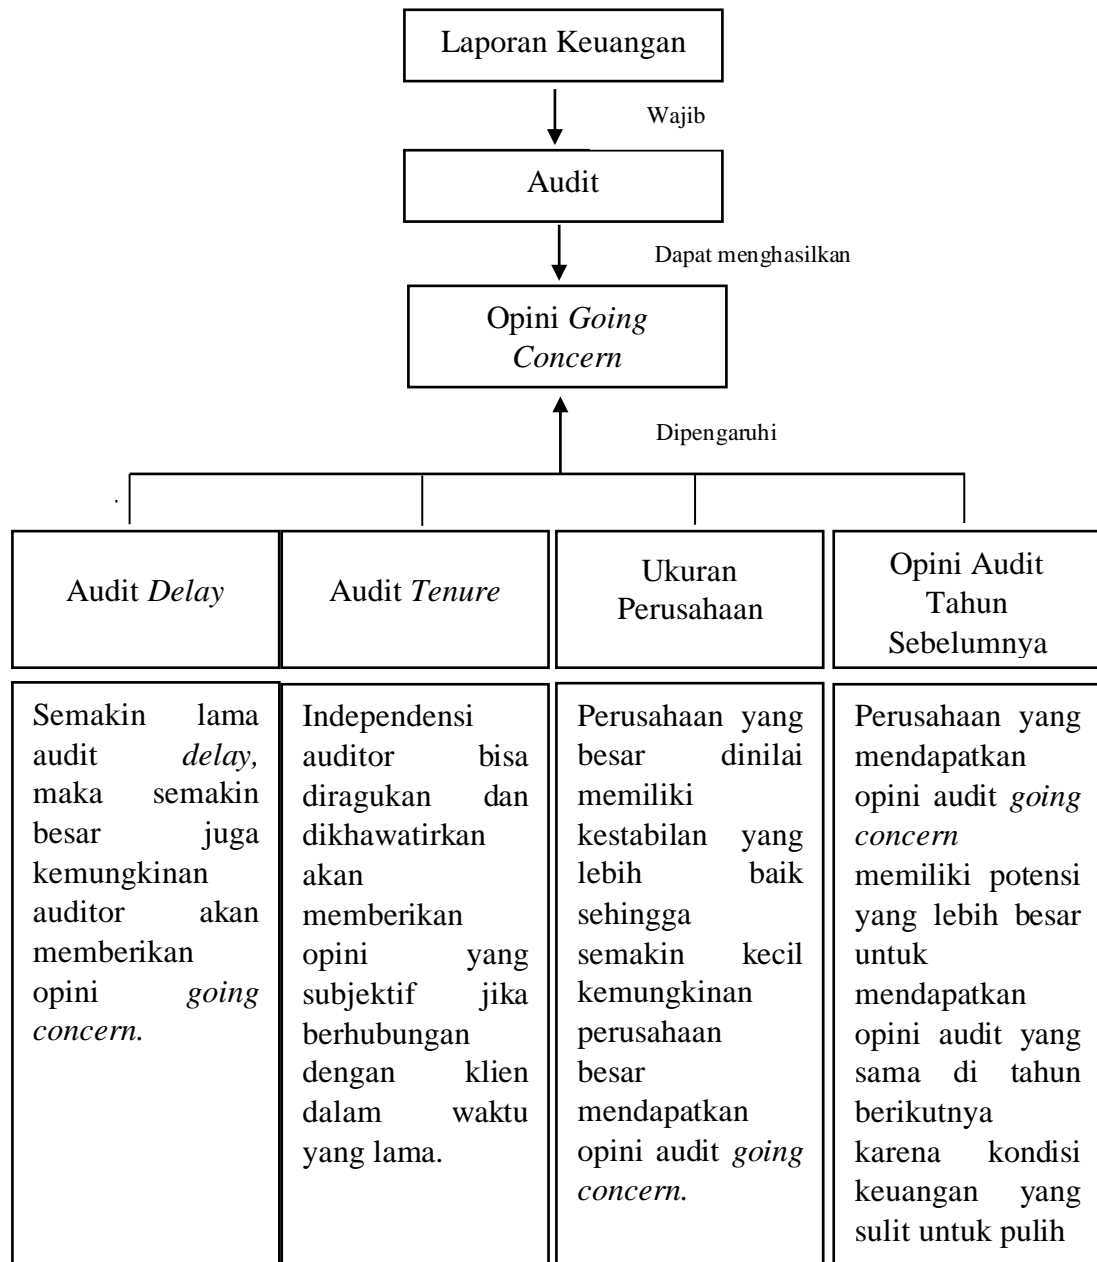 Laporan Keuangan
Wajib
Audit
Dapat menghasilkan
Opini Going
Concern
Dipengaruhi
.
Audit Delay
Audit Tenure
Ukuran
Perusahaan
Opini Audit
Tahun
Sebelumnya
Semakin lama
audit delay,
maka semakin
besar juga
kemungkinan
auditor akan
memberikan
opini going
concern.
Independensi
auditor bisa
diragukan dan
dikhawatirkan
akan
memberikan
opini yang
subjektif jika
berhubungan
dengan klien
dalam waktu
yang lama.
Perusahaan yang
besar dinilai
memiliki
kestabilan yang
lebih baik
sehingga
semakin kecil
kemungkinan
perusahaan
besar
mendapatkan
opini audit going
concern.
Perusahaan yang
mendapatkan
opini audit going
concern
memiliki potensi
yang lebih besar
untuk
mendapatkan
opini audit yang
sama di tahun
berikutnya
karena kondisi
keuangan yang
sulit untuk pulih